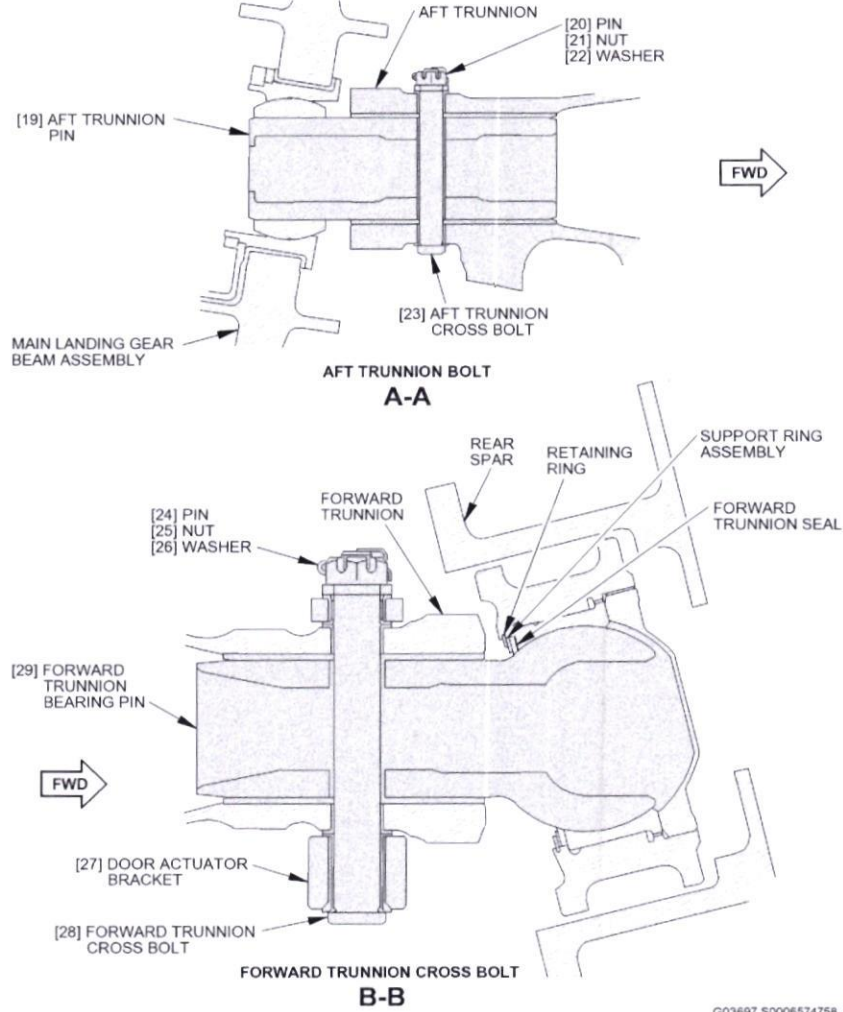 AFT TRUNNION
[20] PIN
[21] NUT
[22] WASHER
[19] AFT TRUNNION
PIN
FWD
[23] AFT TRUNNION
CROSS BOLT
MAIN LANDING GEAR
BEAM ASSEMBLY
AFT TRUNNION BOLT
A-A
REAR
SPAR
RETAINING
RING
SUPPORT RING
ASSEMBLY
FORWARD
TRUNNION SEAL
FORWARD
TRUNNION
[24] PIN
[25] NUT
[26] WASHER
[29] FORWARD
TRUNNION
BEARING PIN
FWD
[27] DOOR ACTUATOR
BRACKET
[28] FORWARD TRUNNION
CROSS BOLT
FORWARD TRUNNION CROSS BOLT
B-B
G03697 S0006574758